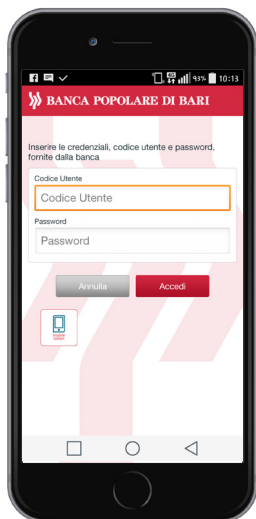 93% 10:13
BANCA POPOLARE DI BARI
Inserire le credenziali, codice utente e password,
fornite dalla banca
Codice Utente
Codice Utente
Password
Password
Annulla
Accedi